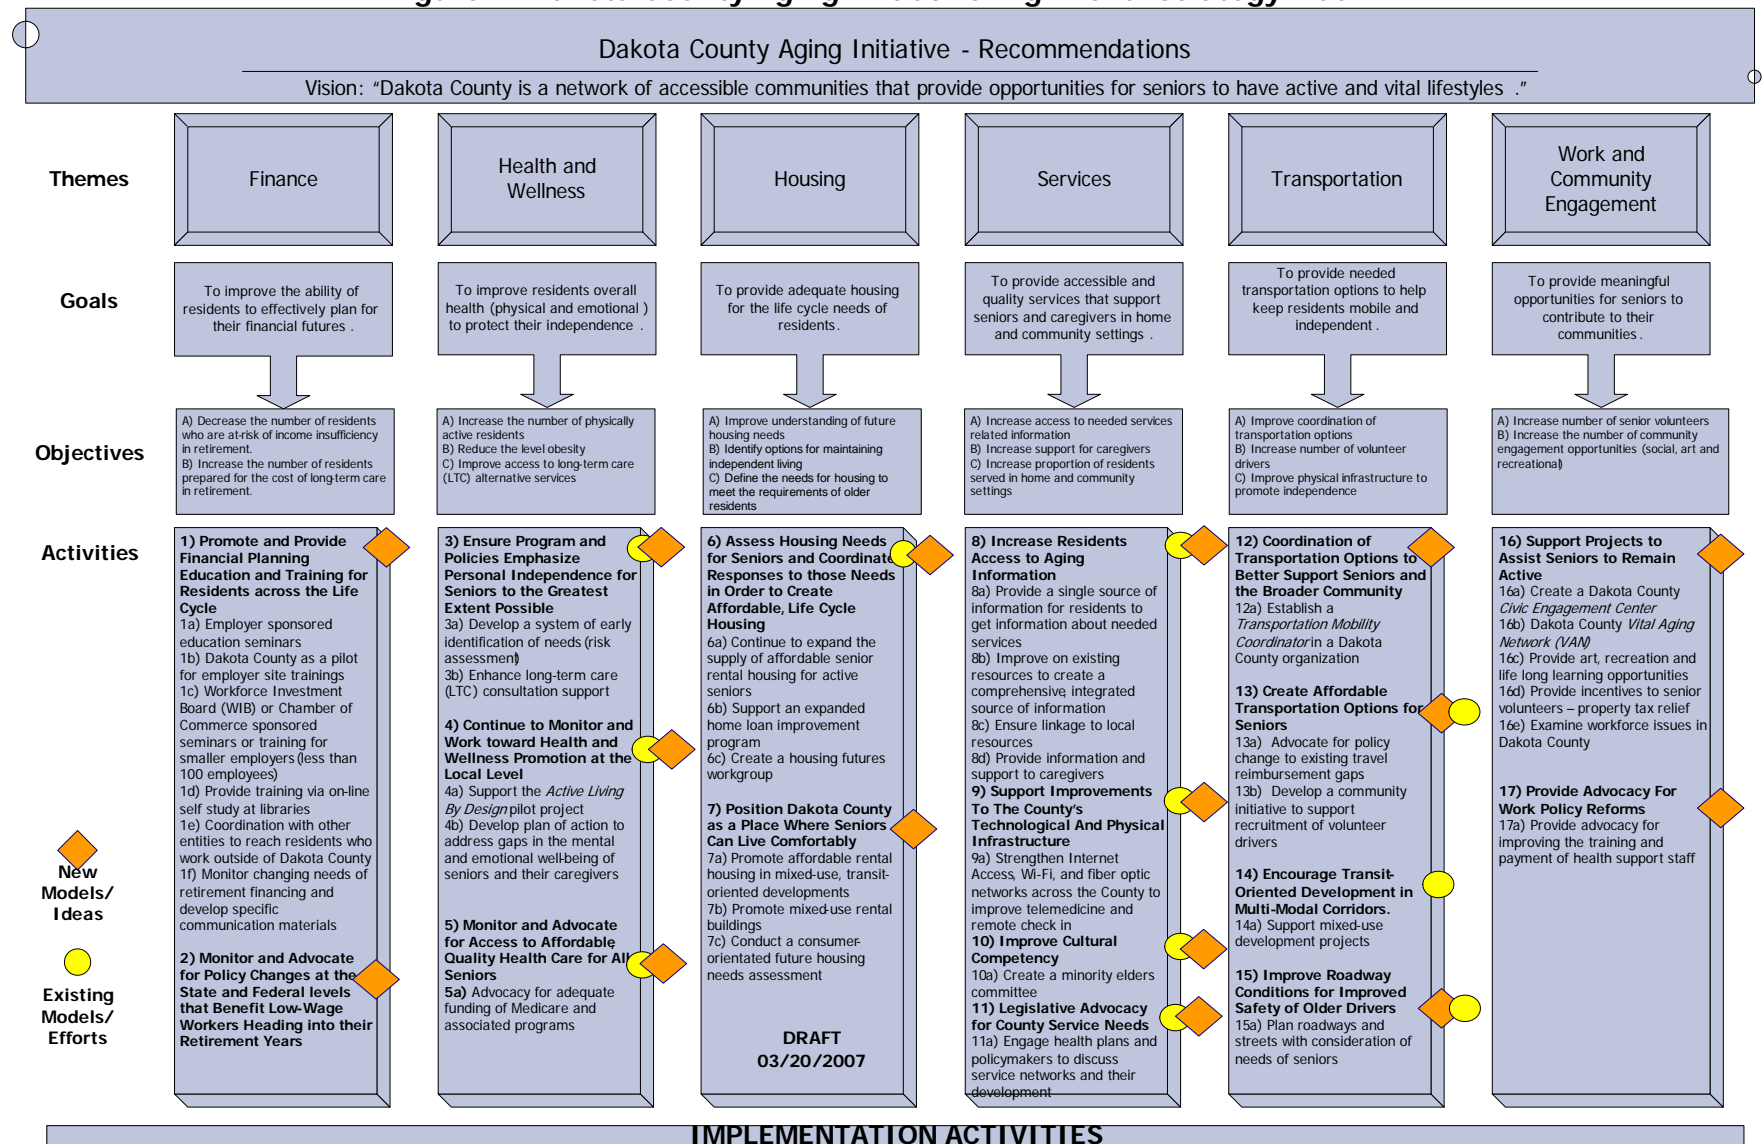 Dakota County Aging Initiative - Recommendations
Vision: “Dakota County is a network of accessible communities that provide opportunities for seniors to have active and vital lifestyles .”
Themes
Finance
Health and
Wellness
Housing
Services
Transportation
Work and
Community
Engagement
Goals
To improve the ability of
residents to effectively plan for
their financial futures .
To improve residents overall
health (physical and emotional )
to protect their independence .
To provide adequate housing
for the life cycle needs of
residents.
To provide accessible and
quality services that support
seniors and caregivers in home
and community settings .
To provide needed
transportation options to help
keep residents mobile and
independent .
To provide meaningful
opportunities for seniors to
contribute to their
communities.
Objectives
A) Decrease the number of residents
who are at-risk of income insufficiency
in retirement.
B) Increase the number of residents
prepared for the cost of long-term care
in retirement.
A) Increase the number of physically
active residents
B) Reduce the level obesity
C) Improve access to long-term care
(LTC) alternative services
A) Improve understanding of future
housing needs
B) Identify options for maintaining
independent living
C) Define the needs for housing to
meet the requirements of older
residents
A) Increase access to needed services
related information
B) Increase support for caregivers
C) Increase proportion of residents
served in home and community
settings
A) Improve coordination of
transportation options
B) Increase number of volunteer
drivers
C) Improve physical infrastructure to
promote independence
A) Increase number of senior volunteers
B) Increase the number of community
engagement opportunities (social, art and
recreational)
Activities
1) Promote and Provide
Financial Planning
Education and Training for
Residents across the Life
Cycle
1a) Employer sponsored
education seminars
1b) Dakota County as a pilot
for employer site trainings
1c) Workforce Investment
Board (WIB) or Chamber of
Commerce sponsored
seminars or training for
smaller employers (less than
100 employees)
1d) Provide training via on-line
self study at libraries
1e) Coordination with other
entities to reach residents who
work outside of Dakota County
1f) Monitor changing needs of
retirement financing and
develop specific
communication materials
2) Monitor and Advocate
for Policy Changes at the
State and Federal levels
that Benefit Low-Wage
Workers Heading into their
Retirement Years
3) Ensure Program and
Policies Emphasize
Personal Independence for
Seniors to the Greatest
Extent Possible
3a) Develop a system of early
identification of needs (risk
assessment)
3b) Enhance long-term care
(LTC) consultation support
4) Continue to Monitor and
Work toward Health and
Wellness Promotion at the
Local Level
4a) Support the Active Living
By Design pilot project
4b) Develop plan of action to
address gaps in the mental
and emotional well-being of
seniors and their caregivers
5) Monitor and Advocate
for Access to Affordable,
Quality Health Care for All
Seniors
5a) Advocacy for adequate
funding of Medicare and
associated programs
6) Assess Housing Needs
for Seniors and Coordinate
Responses to those Needs
in Order to Create
Affordable, Life Cycle
Housing
6a) Continue to expand the
supply of affordable senior
rental housing for active
seniors
6b) Support an expanded
home loan improvement
program
6c) Create a housing futures
workgroup
7) Position Dakota County
as a Place Where Seniors
Can Live Comfortably
7a) Promote affordable rental
housing in mixed-use, transit-
oriented developments
7b) Promote mixed-use rental
buildings
7c) Conduct a consumer-
orientated future housing
needs assessment
DRAFT
03/20/2007
8) Increase Residents
Access to Aging
Information
8a) Provide a single source of
information for residents to
get information about needed
services
8b) Improve on existing
resources to create a
comprehensive, integrated
source of information
8c) Ensure linkage to local
resources
8d) Provide information and
support to caregivers
9) Support Improvements
To The County’s
Technological And Physical
Infrastructure
9a) Strengthen Internet
Access, Wi-Fi, and fiber optic
networks across the County to
improve telemedicine and
remote check in
10) Improve Cultural
Competency
10a) Create a minority elders
committee
11) Legislative Advocacy
for County Service Needs
11a) Engage health plans and
policymakers to discuss
service networks and their
development
12) Coordination of
Transportation Options to
Better Support Seniors and
the Broader Community
12a) Establish a
Transportation Mobility
Coordinator in a Dakota
County organization
13) Create Affordable
Transportation Options for
Seniors
13a) Advocate for policy
change to existing travel
reimbursement gaps
13b) Develop a community
initiative to support
recruitment of volunteer
drivers
14) Encourage Transit-
Oriented Development in
Multi-Modal Corridors.
14a) Support mixed-use
development projects
15) Improve Roadway
Conditions for Improved
Safety of Older Drivers
15a) Plan roadways and
streets with consideration of
needs of seniors
16) Support Projects to
Assist Seniors to Remain
Active
16a) Create a Dakota County
Civic Engagement Center
16b) Dakota County Vital Aging
Network (VAN)
16c) Provide art, recreation and
life long learning opportunities
16d) Provide incentives to senior
volunteers – property tax relief
16e) Examine workforce issues in
Dakota County
17) Provide Advocacy For
Work Policy Reforms
17a) Provide advocacy for
improving the training and
payment of health support staff
New
Models/
Ideas
Existing
Models/
Efforts
IMPLEMENTATION ACTIVITIES